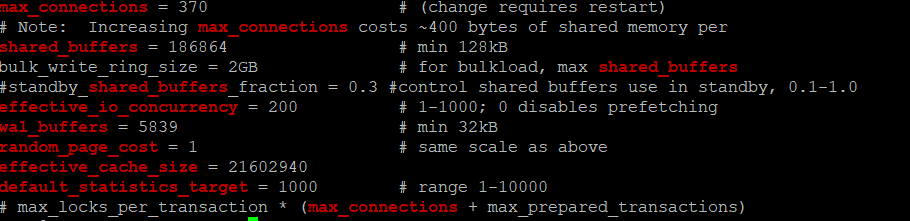 max_connections = 370 # (change requires restart)
# Note:  Increasing max_connections costs ~400 bytes of shared memory per
shared_buffers = 186864 # min 128kB
bulk_write_ring_size = 2GB # for bulkload, max shared_buffers
#standby_shared_buffers_fraction = 0.3 #control shared buffers use in standby, 0.1-1.0
effective_io_concurrency = 200 # 1-1000; 0 disables prefetching
wal_buffers = 5839 # min 32kB
random_page_cost = 1 # same scale as above
effective_cache_size = 21602940
default_statistics_target = 1000 # range 1-10000
# max_locks_per_transaction * (max_connections + max_prepared_transactions)